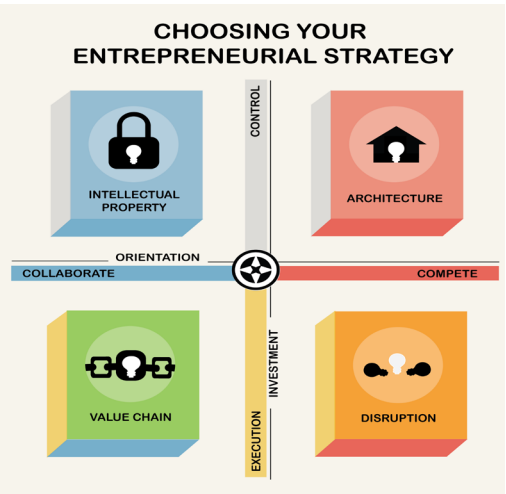 CHOOSING YOUR
ENTREPRENEURIAL STRATEGY
CONTROL
INTELLECTUAL
PROPERTY
ARCHITECTURE
ORIENTATION
COLLABORATE
COMPETE
INVESTMENT
VALUE CHAIN
DISRUPTION
EXECUTION